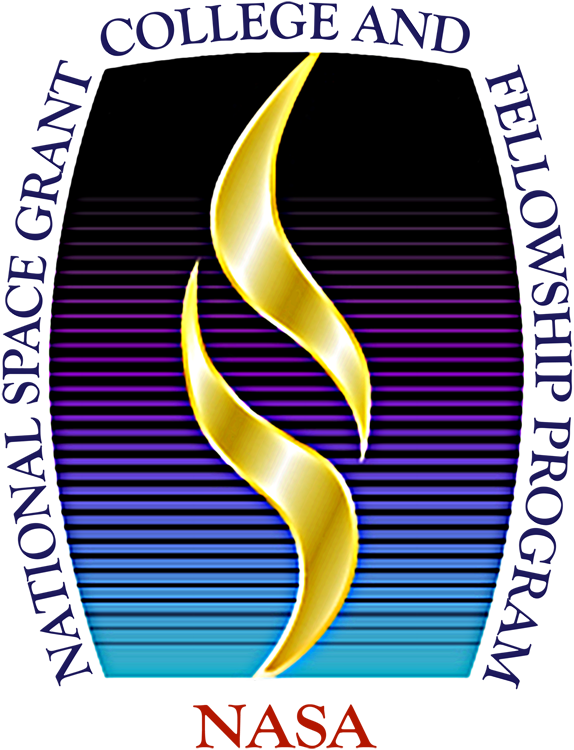 NATIONAL SPACE GRANT
COLLEGE AND
FELLOWSHIP PROGRAM
NASA